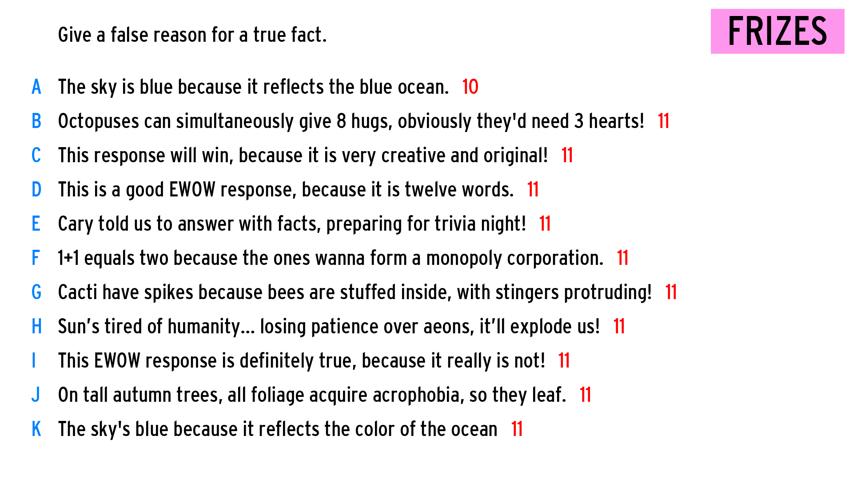 Give a false reason for a true fact.
FRIZES
A The sky is blue because it reflects the blue ocean. 10
B Octopuses can simultaneously give 8 hugs, obviously they'd need 3 hearts! 11
C This response will win, because it is very creative and original! 11
D This is a good EWOW response, because it is twelve words. 11
E Cary told us to answer with facts, preparing for trivia night! 11
F 1+1 equals two because the ones wanna form a monopoly corporation. 11
G Cacti have spikes because bees are stuffed inside, with stingers protruding! 11
H Sun’s tired of humanity... losing patience over aeons, it’ll explode us! 11
I This EWOW response is definitely true, because it really is not! 11
J On tall autumn trees, all foliage acquire acrophobia, so they leaf. 11
K The sky's blue because it reflects the color of the ocean 11